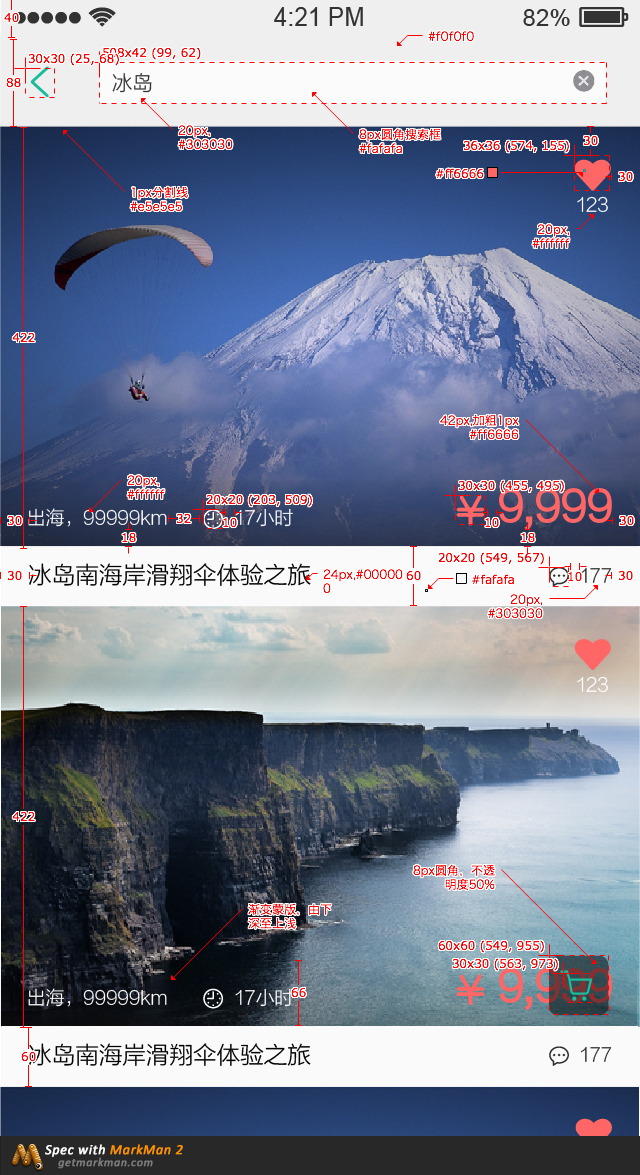 40
4:21 PM
82%
#f0f0f0
30x30 (25, 68)
508x42 (99, 62)
88
冰岛
20px,
#303030
8px圆角搜索框
#fafafa
30
36x36 (574, 155)
#ff6666
30
123
1px分割线
#e5e5e5
20px,
#ffffff
422
42px,加粗1px
#ff6666
20px,
#ffffff
20x20 (203, 509)
30x30 (455, 495)
30
出海，99999km
32
10
17小时
¥ 9,999
10
30
18
18
30
冰岛南海岸滑翔伞体验之旅
24px,#00000
0
60
20x20 (549, 567)
#fafafa
10
177
30
20px,
#303030
123
422
8px圆角、不透
明度50%
渐变蒙版，由下
深至上浅
60x60 (549, 955)
30x30 (563, 973)
出海，99999km
17小时
66
¥ 9,999
60
冰岛南海岸滑翔伞体验之旅
177
Spec with MarkMan 2
getmarkman.com